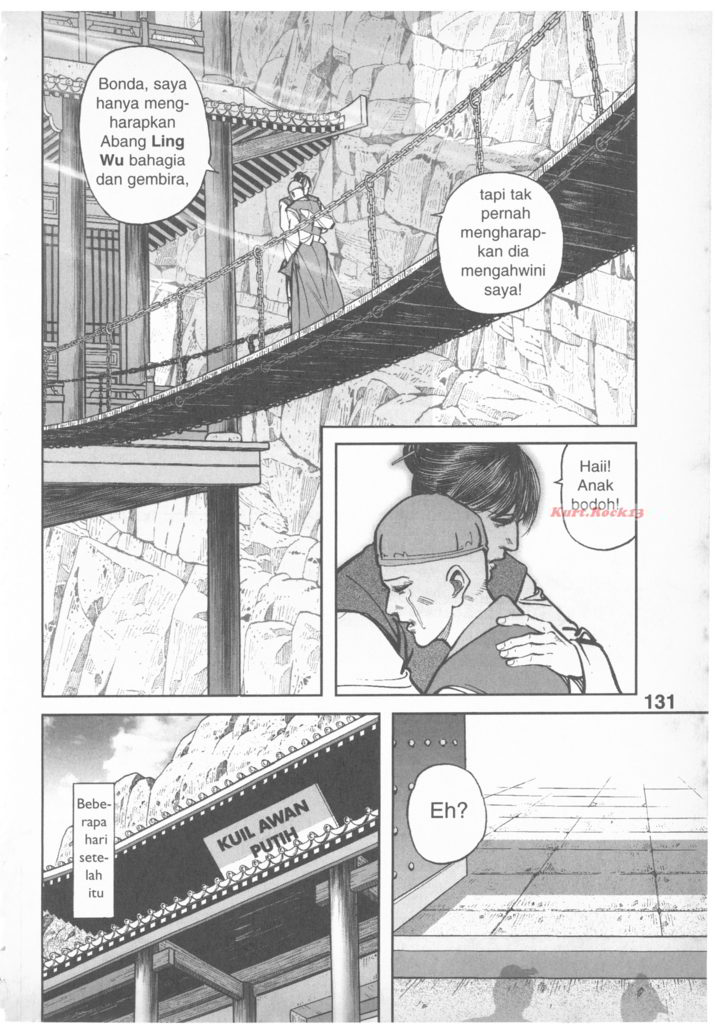 Bonda, saya
hanya meng-
harapkan
Abang Ling
Wu bahagia
dan gembira,
tapi tak
pernah
mengharap-
kan dia
mengahwini
saya!
Haii!
Anak
bodoh!
Kurt.Rock13
131
Bebe-
rapa
hari
sete-
lah
itu
KUIL AWAN
PUTIH
Eh?